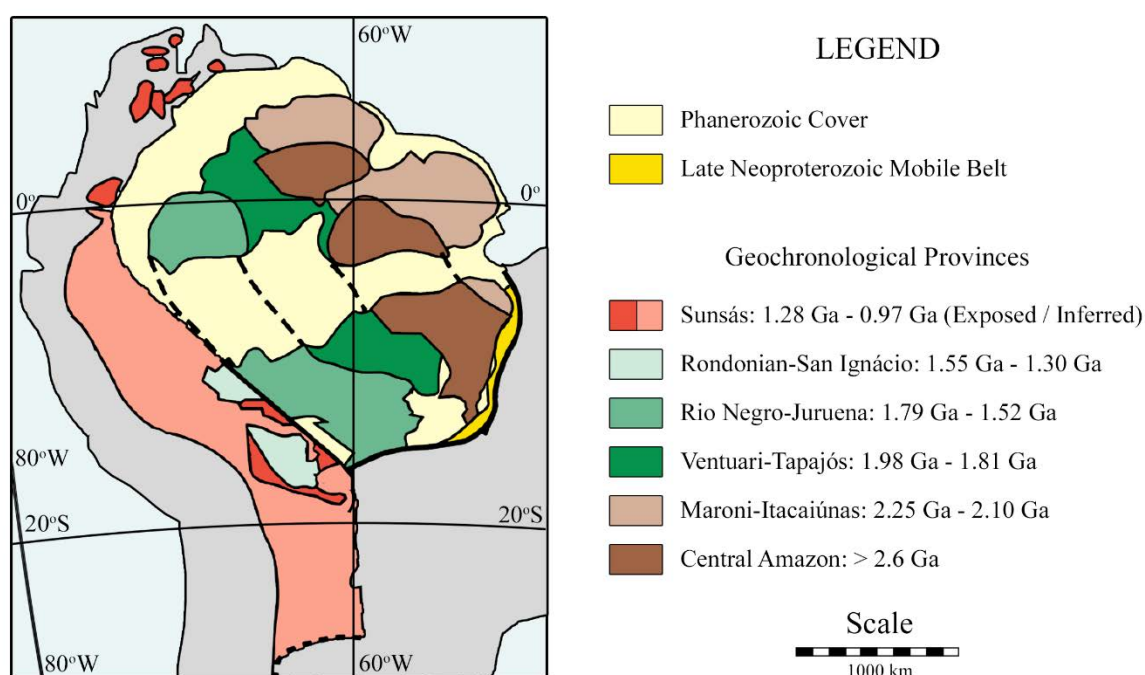 60°W
0°
0°
80°W
20°S
20°S
80°W
60°W
LEGEND
Phanerozoic Cover
Late Neoproterozoic Mobile Belt
Geochronological Provinces
Sunsás: 1.28 Ga - 0.97 Ga (Exposed / Inferred)
Rondonian-San Ignácio: 1.55 Ga - 1.30 Ga
Rio Negro-Juruena: 1.79 Ga - 1.52 Ga
Ventuari-Tapajós: 1.98 Ga - 1.81 Ga
Maroni-Itacaiúnas: 2.25 Ga - 2.10 Ga
Central Amazon: > 2.6 Ga
Scale
1000 km